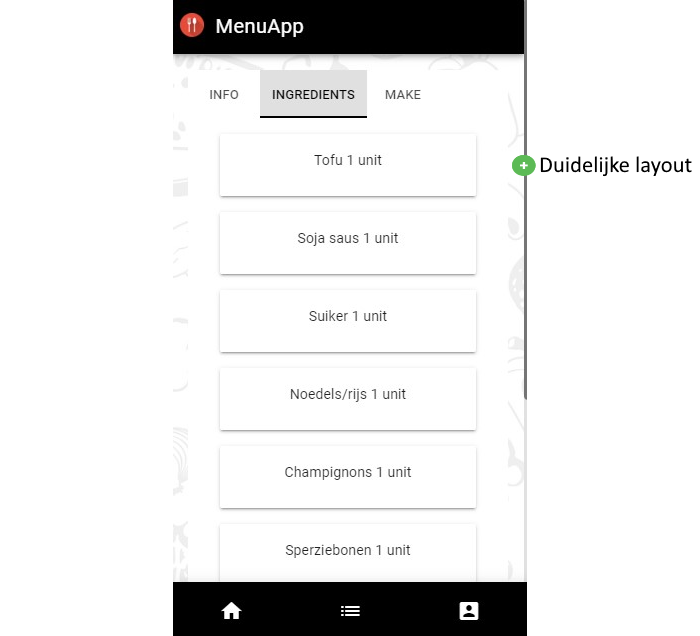 MenuApp
INFO INGREDIENTS MAKE
Tofu 1 unit
Duidelijke layout
Soja saus 1 unit
Suiker 1 unit
Noedels/rijs 1 unit
Champignons 1 unit
Sperziebonen 1 unit